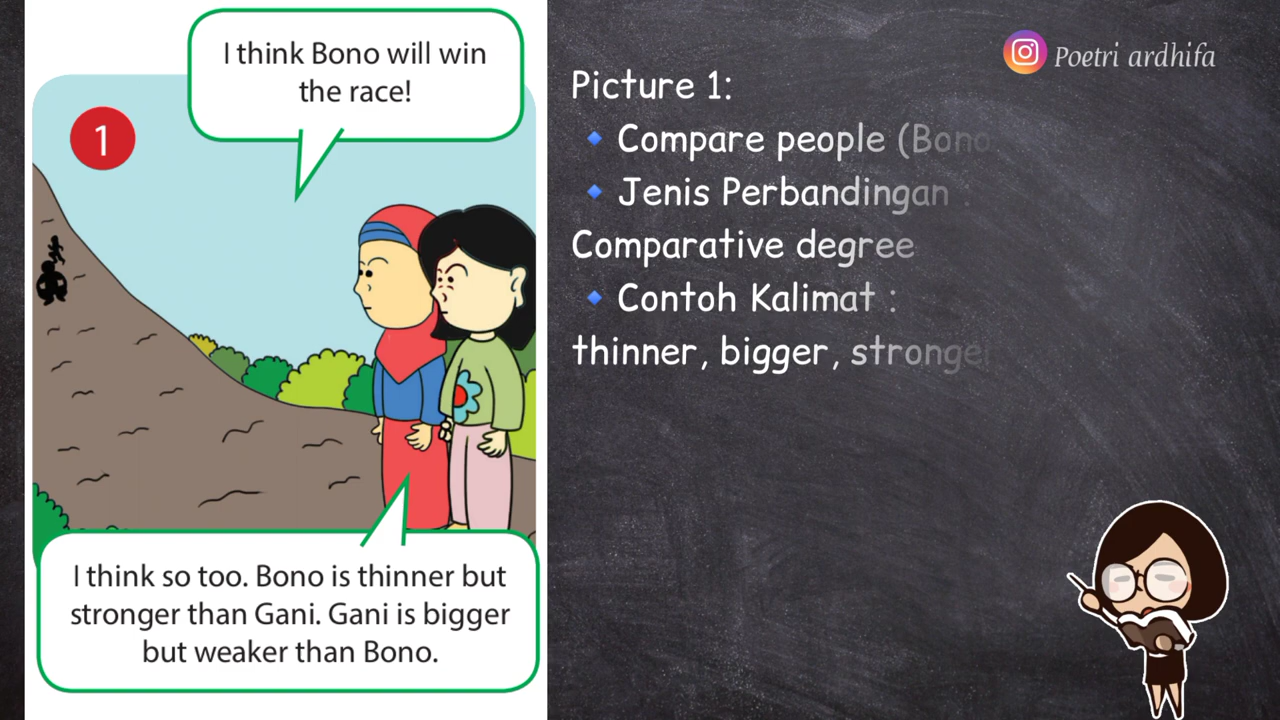 I think Bono will win
the race!
1
I think so too. Bono is thinner but
stronger than Gani. Gani is bigger
but weaker than Bono.
Poetri ardhifa
Picture 1:
🔹 Compare people (Bono
🔹 Jenis Perbandingan :
Comparative degree
🔹 Contoh Kalimat :
thinner, bigger, stronge